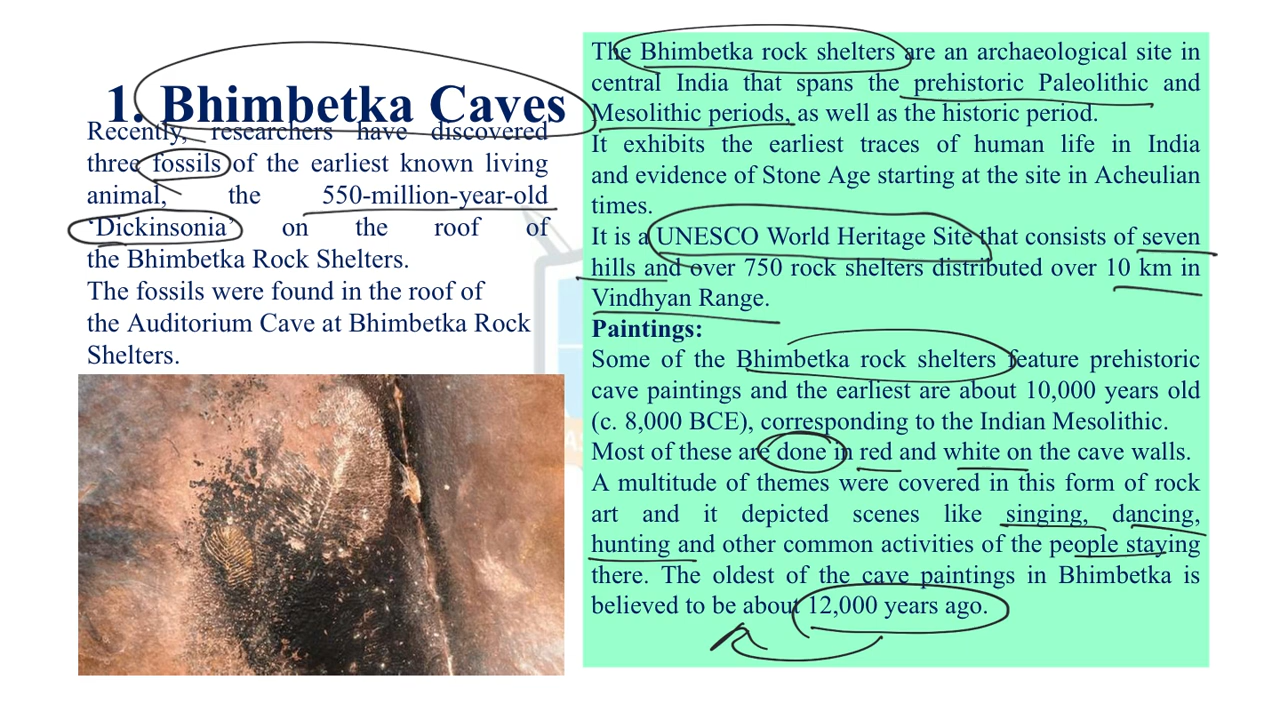 1. Bhimbetka Caves
Recently, researchers have discovered
three fossils of the earliest known living
animal, the 550-million-year-old
‘Dickinsonia’ on the roof of
the Bhimbetka Rock Shelters.
The fossils were found in the roof of
the Auditorium Cave at Bhimbetka Rock
Shelters.
The Bhimbetka rock shelters are an archaeological site in
central India that spans the prehistoric Paleolithic and
Mesolithic periods, as well as the historic period.
It exhibits the earliest traces of human life in India
and evidence of Stone Age starting at the site in Acheulian
times.
It is a UNESCO World Heritage Site that consists of seven
hills and over 750 rock shelters distributed over 10 km in
Vindhyan Range.
Paintings:
Some of the Bhimbetka rock shelters feature prehistoric
cave paintings and the earliest are about 10,000 years old
(c. 8,000 BCE), corresponding to the Indian Mesolithic.
Most of these are done in red and white on the cave walls.
A multitude of themes were covered in this form of rock
art and it depicted scenes like singing, dancing,
hunting and other common activities of the people staying
there. The oldest of the cave paintings in Bhimbetka is
believed to be about 12,000 years ago.